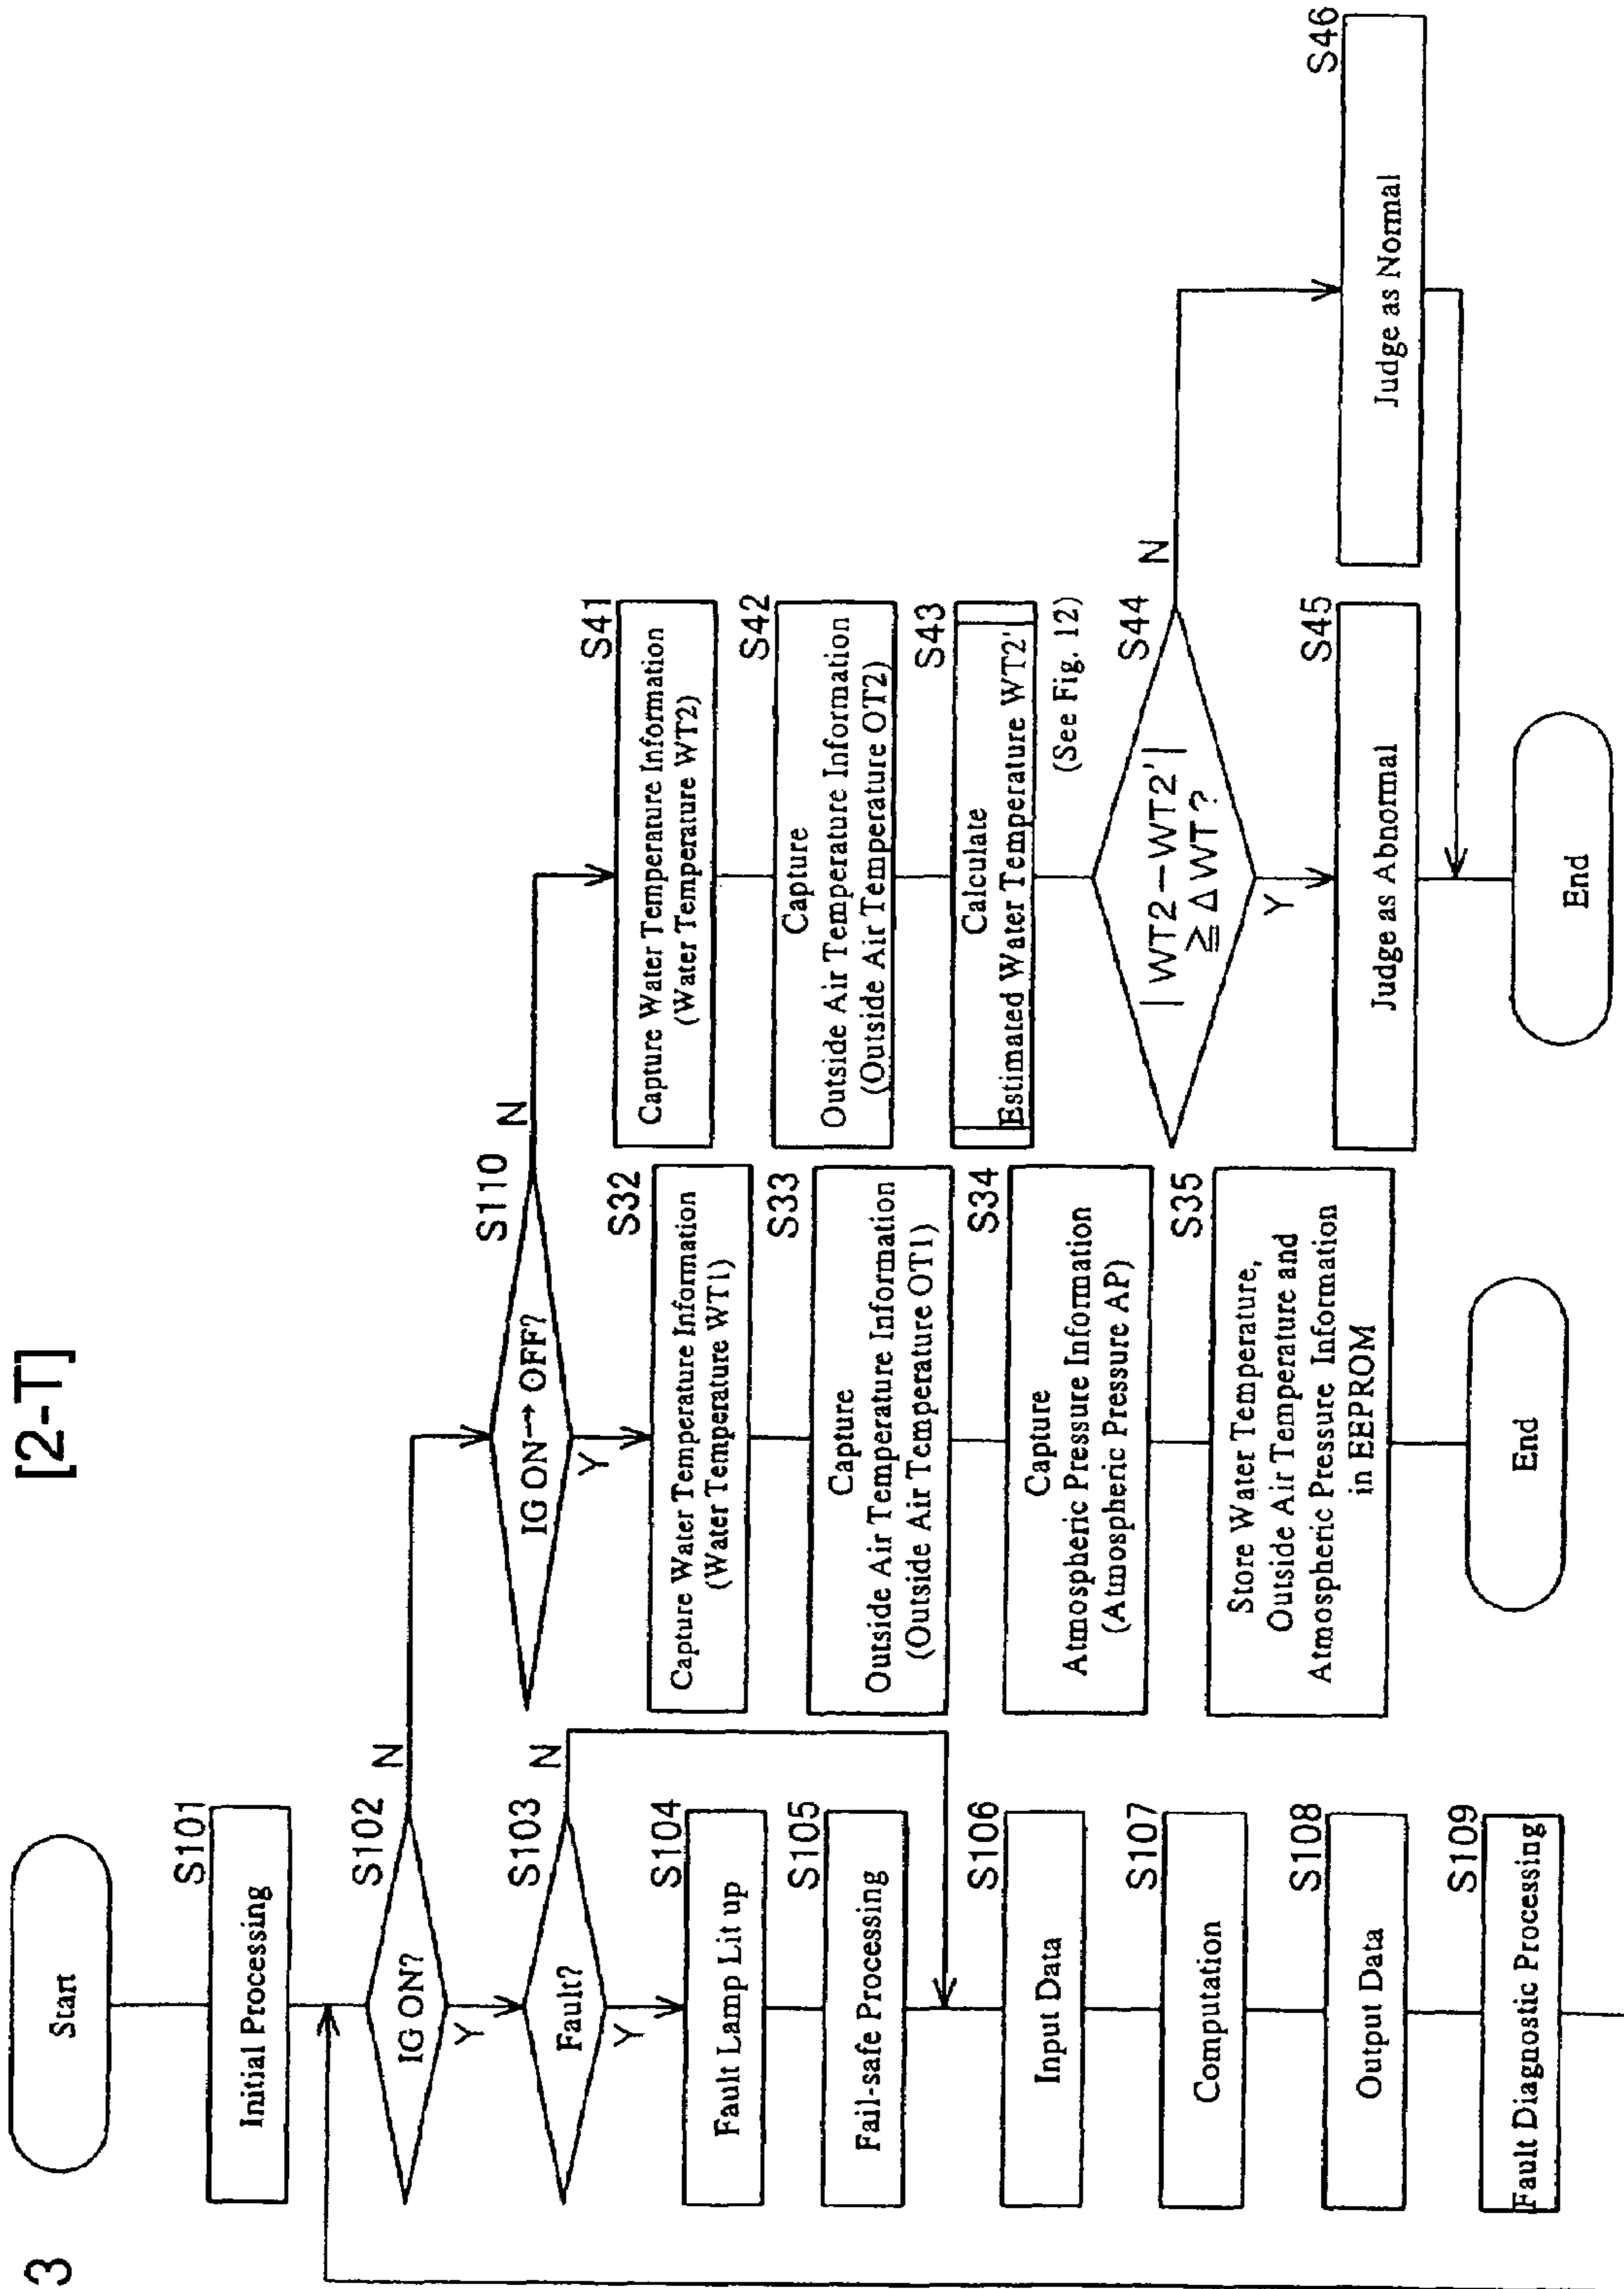 3
[2-T]
Start
S101
Initial Processing
S102
IG ON?
N
Y
S103
Fault?
N
Y
S104
Fault Lamp Lit up
S105
Fail-safe Processing
S106
Input Data
S107
Computation
S108
Output Data
S109
Fault Diagnostic Processing
S110
IG ON→OFF?
N
Y
S32
Capture Water Temperature Information
(Water Temperature WT1)
S33
Capture
Outside Air Temperature Information
(Outside Air Temperature OT1)
S34
Capture
Atmospheric Pressure Information
(Atmospheric Pressure AP)
S35
Store Water Temperature,
Outside Air Temperature and
Atmospheric Pressure Information
in EEPROM
End
S41
Capture Water Temperature Information
(Water Temperature WT2)
S42
Capture
Outside Air Temperature Information
(Outside Air Temperature OT2)
S43
Calculate
Estimated Water Temperature WT2'
(See Fig. 12)
S44
|WT2-WT2'|
≧ΔWT?
N
Y
S45
Judge as Abnormal
S46
Judge as Normal
End